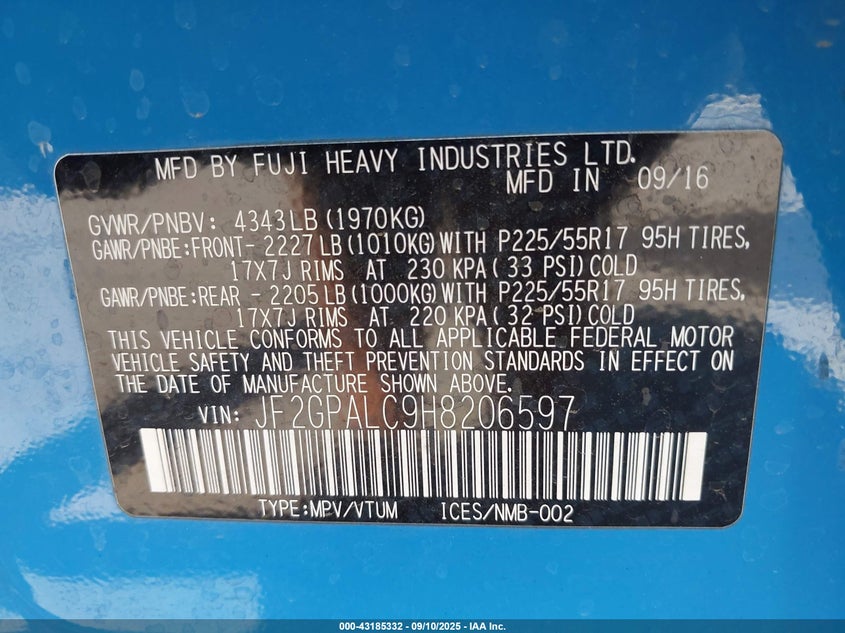 MFD BY FUJI HEAVY INDUSTRIES LTD.
MFD IN 09/16
GVWR/PNBV: 4343LB (1970KG)
GAWR/PNBE:FRONT- 2227LB (1010KG) WITH P225/55R17 95H TIRES,
17X7J RIMS AT 230 KPA (33 PSI) COLD
GAWR/PNBE:REAR - 2205LB (1000KG) WITH P225/55R17 95H TIRES,
17X7J RIMS AT 220 KPA (32 PSI) COLD
THIS VEHICLE CONFORMS TO ALL APPLICABLE FEDERAL MOTOR
VEHICLE SAFETY AND THEFT PREVENTION STANDARDS IN EFFECT ON
THE DATE OF MANUFACTURE SHOWN ABOVE.
VIN: JF2GPALC9H8206597
TYPE:MPV/VTUM ICES/NMB-002
000-43185332 - 09/10/2025 - IAA Inc.